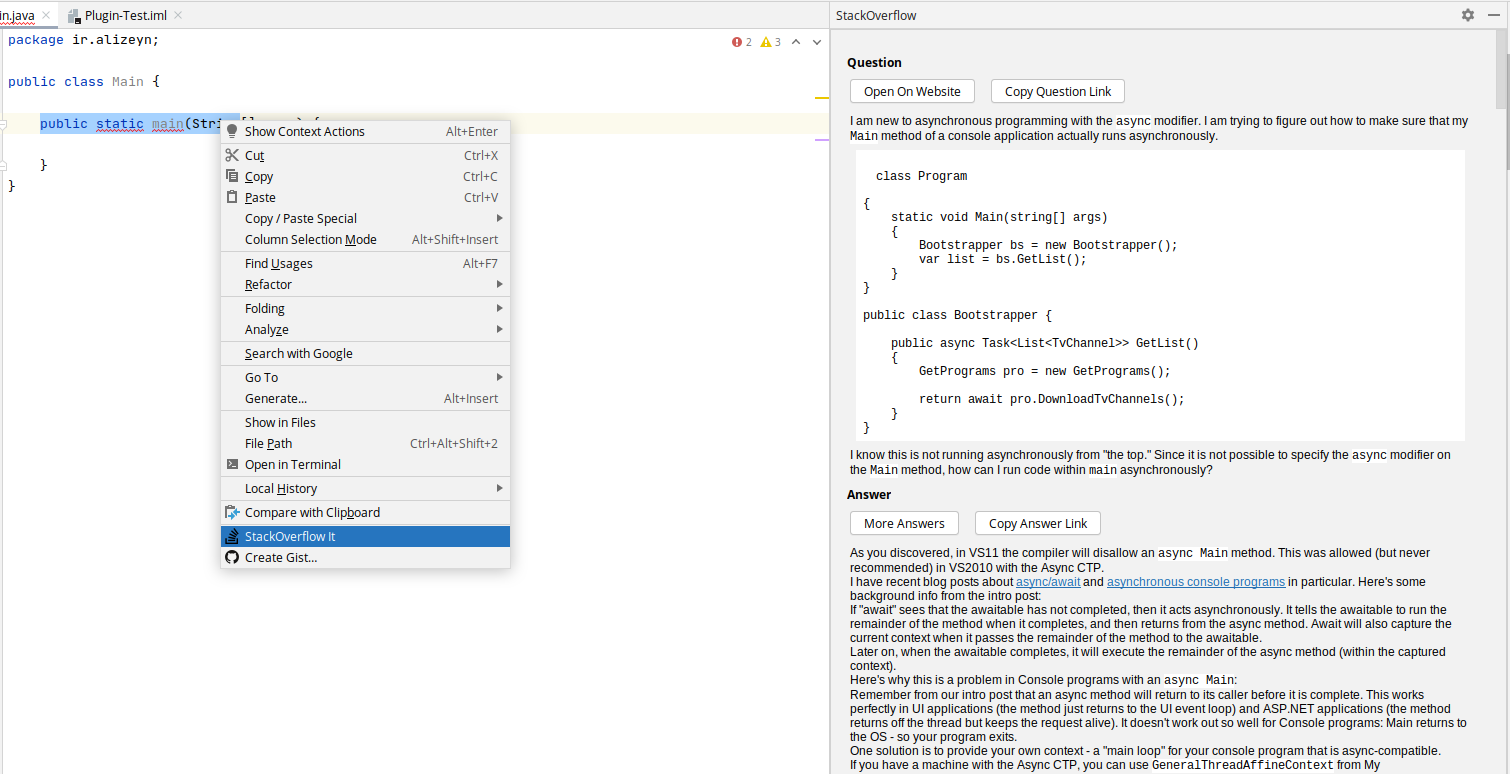 in.java
Plugin-Test.iml
package ir.alizeyn;
2 3
public class Main {
public static main(Stri
}
}
Show Context Actions Alt+Enter
Cut Ctrl+X
Copy Ctrl+C
Paste Ctrl+V
Copy / Paste Special
Column Selection Mode Alt+Shift+Insert
Find Usages Alt+F7
Refactor
Folding
Analyze
Search with Google
Go To
Generate... Alt+Insert
Show in Files
File Path Ctrl+Alt+Shift+2
Open in Terminal
Local History
Compare with Clipboard
StackOverflow It
Create Gist...
StackOverflow
Question
Open On Website Copy Question Link
I am new to asynchronous programming with the async modifier. I am trying to figure out how to make sure that my
Main method of a console application actually runs asynchronously.
class Program
{
static void Main(string[] args)
{
Bootstrapper bs = new Bootstrapper();
var list = bs.GetList();
}
}
public class Bootstrapper {
public async Task<List<TvChannel>> GetList()
{
GetPrograms pro = new GetPrograms();
return await pro.DownloadTvChannels();
}
}
I know this is not running asynchronously from "the top." Since it is not possible to specify the async modifier on
the Main method, how can I run code within main asynchronously?
Answer
More Answers Copy Answer Link
As you discovered, in VS11 the compiler will disallow an async Main method. This was allowed (but never
recommended) in VS2010 with the Async CTP.
I have recent blog posts about async/await and asynchronous console programs in particular. Here's some
background info from the intro post:
If "await" sees that the awaitable has not completed, then it acts asynchronously. It tells the awaitable to run the
remainder of the method when it completes, and then returns from the async method. Await will also capture the
current context when it passes the remainder of the method to the awaitable.
Later on, when the awaitable completes, it will execute the remainder of the async method (within the captured
context).
Here's why this is a problem in Console programs with an async Main:
Remember from our intro post that an async method will return to its caller before it is complete. This works
perfectly in UI applications (the method just returns to the UI event loop) and ASP.NET applications (the method
returns off the thread but keeps the request alive). It doesn't work out so well for Console programs: Main returns to
the OS - so your program exits.
One solution is to provide your own context - a "main loop" for your console program that is async-compatible.
If you have a machine with the Async CTP, you can use GeneralThreadAffineContext from My